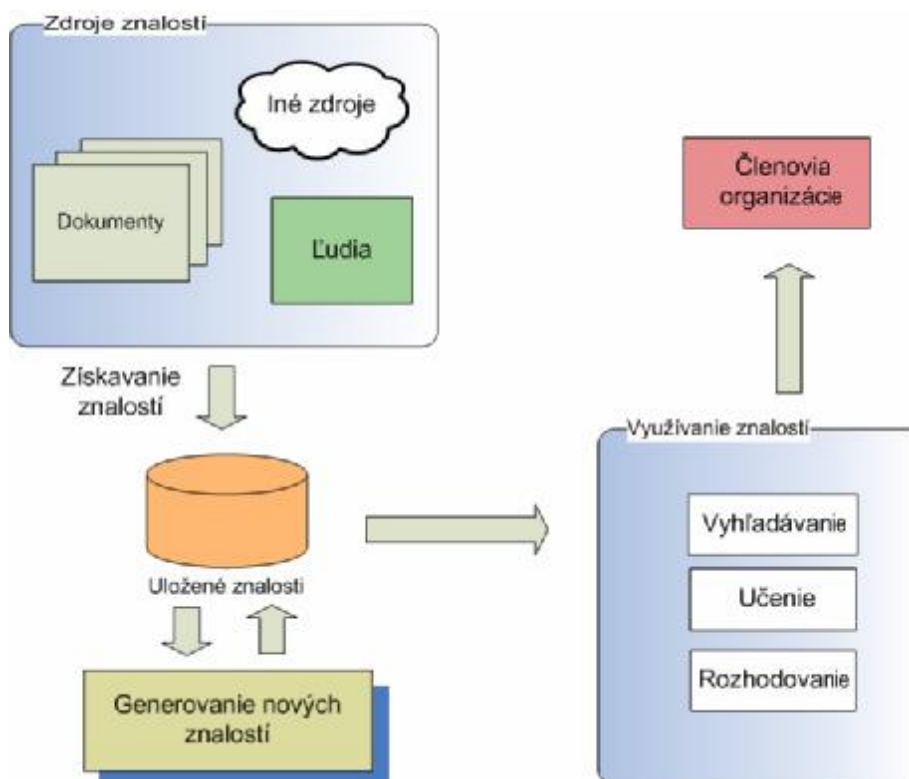 Zdroje znalostí
Iné zdroje
Dokumenty
Ľudia
Získavanie
znalostí
Uložené znalosti
Generovanie nových
znalostí
Členovia
organizácie
Využívanie znalostí
Vyhľadávanie
Učenie
Rozhodovanie